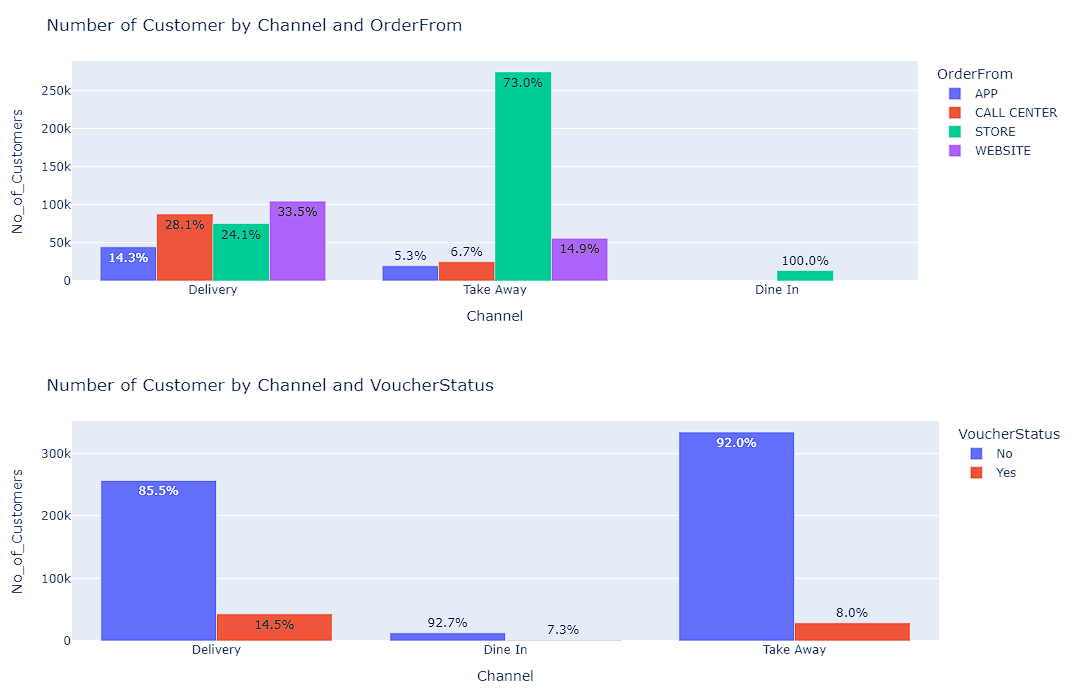 Number of Customer by Channel and OrderFrom
No_of_Customers
250k
200k
150k
100k
50k
0
14.3%
28.1%
24.1%
33.5%
5.3%
6.7%
73.0%
14.9%
100.0%
Delivery
Take Away
Dine In
Channel
OrderFrom
APP
CALL CENTER
STORE
WEBSITE
Number of Customer by Channel and VoucherStatus
No_of_Customers
300k
200k
100k
0
85.5%
14.5%
92.7%
7.3%
92.0%
8.0%
Delivery
Dine In
Take Away
Channel
VoucherStatus
No
Yes